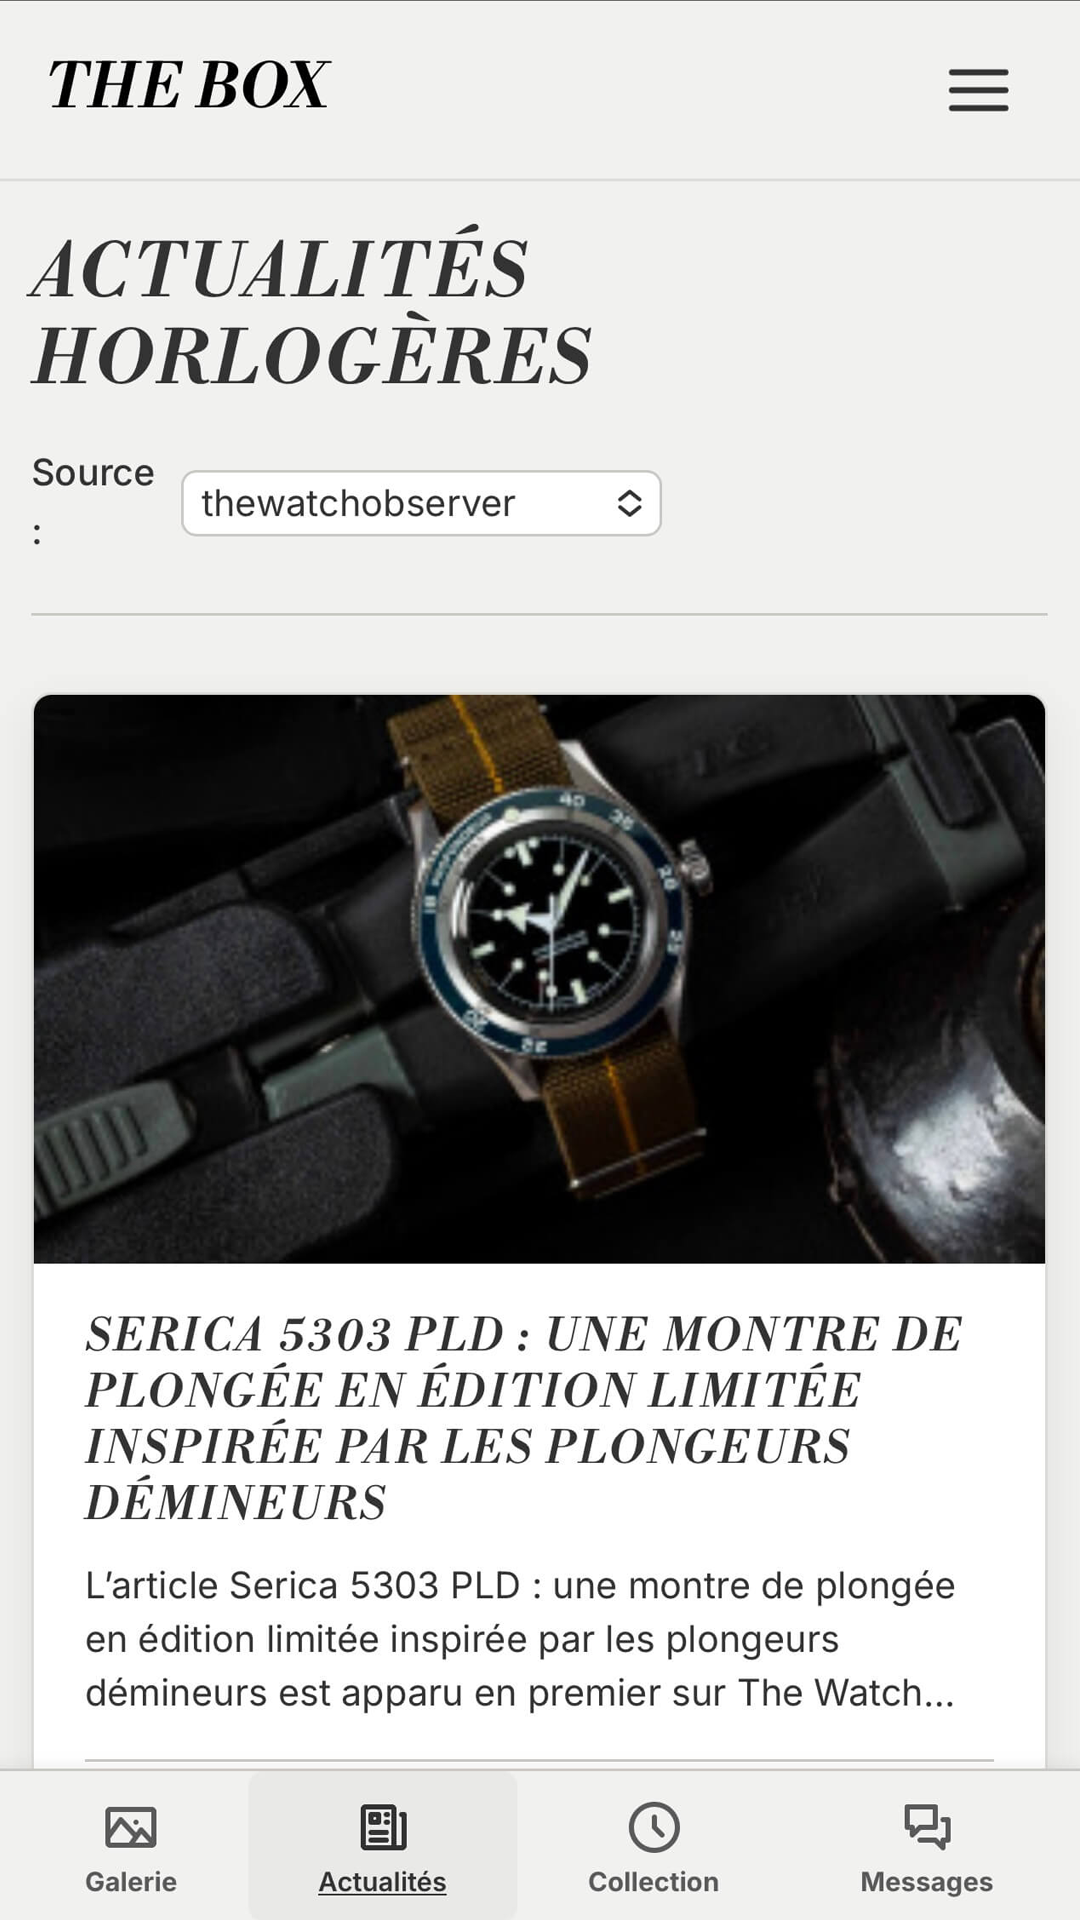 THE BOX
ACTUALITÉS
HORLOGÈRES
Source
:
thewatchobserver
40
35
SERICA 5303 PLD : UNE MONTRE DE
PLONGÉE EN ÉDITION LIMITÉE
INSPIRÉE PAR LES PLONGEURS
DÉMINEURS
L’article Serica 5303 PLD : une montre de plongée
en édition limitée inspirée par les plongeurs
démineurs est apparu en premier sur The Watch...
Galerie
Actualités
Collection
Messages